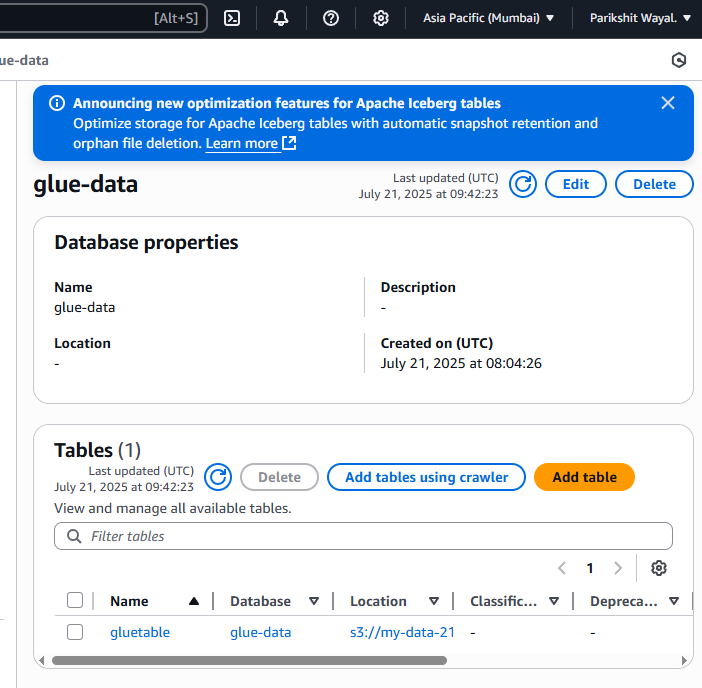 [Alt+S]
Asia Pacific (Mumbai) ▼
Parikshit Wayal. ▼
ue-data
Announcing new optimization features for Apache Iceberg tables
Optimize storage for Apache Iceberg tables with automatic snapshot retention and
orphan file deletion. Learn more
glue-data
Last updated (UTC)
July 21, 2025 at 09:42:23
Edit
Delete
Database properties
Name
glue-data
Description
-
Location
-
Created on (UTC)
July 21, 2025 at 08:04:26
Tables (1)
Last updated (UTC)
July 21, 2025 at 09:42:23
Delete
Add tables using crawler
Add table
View and manage all available tables.
Filter tables
1
Name Database Location Classific... Depreca...
gluetable glue-data s3://my-data-21 - -